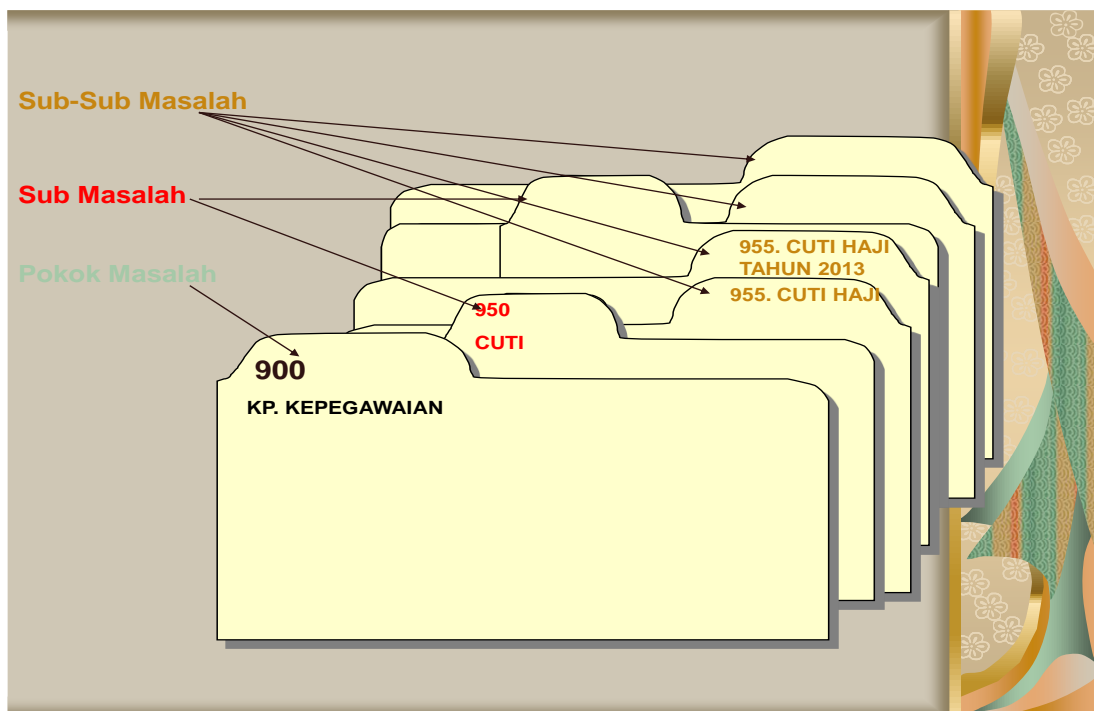 Sub-Sub Masalah
Sub Masalah
Pokok Masalah
955. CUTI HAJI
TAHUN 2013
955. CUTI HAJI
950
CUTI
900
KP. KEPEGAWAIAN